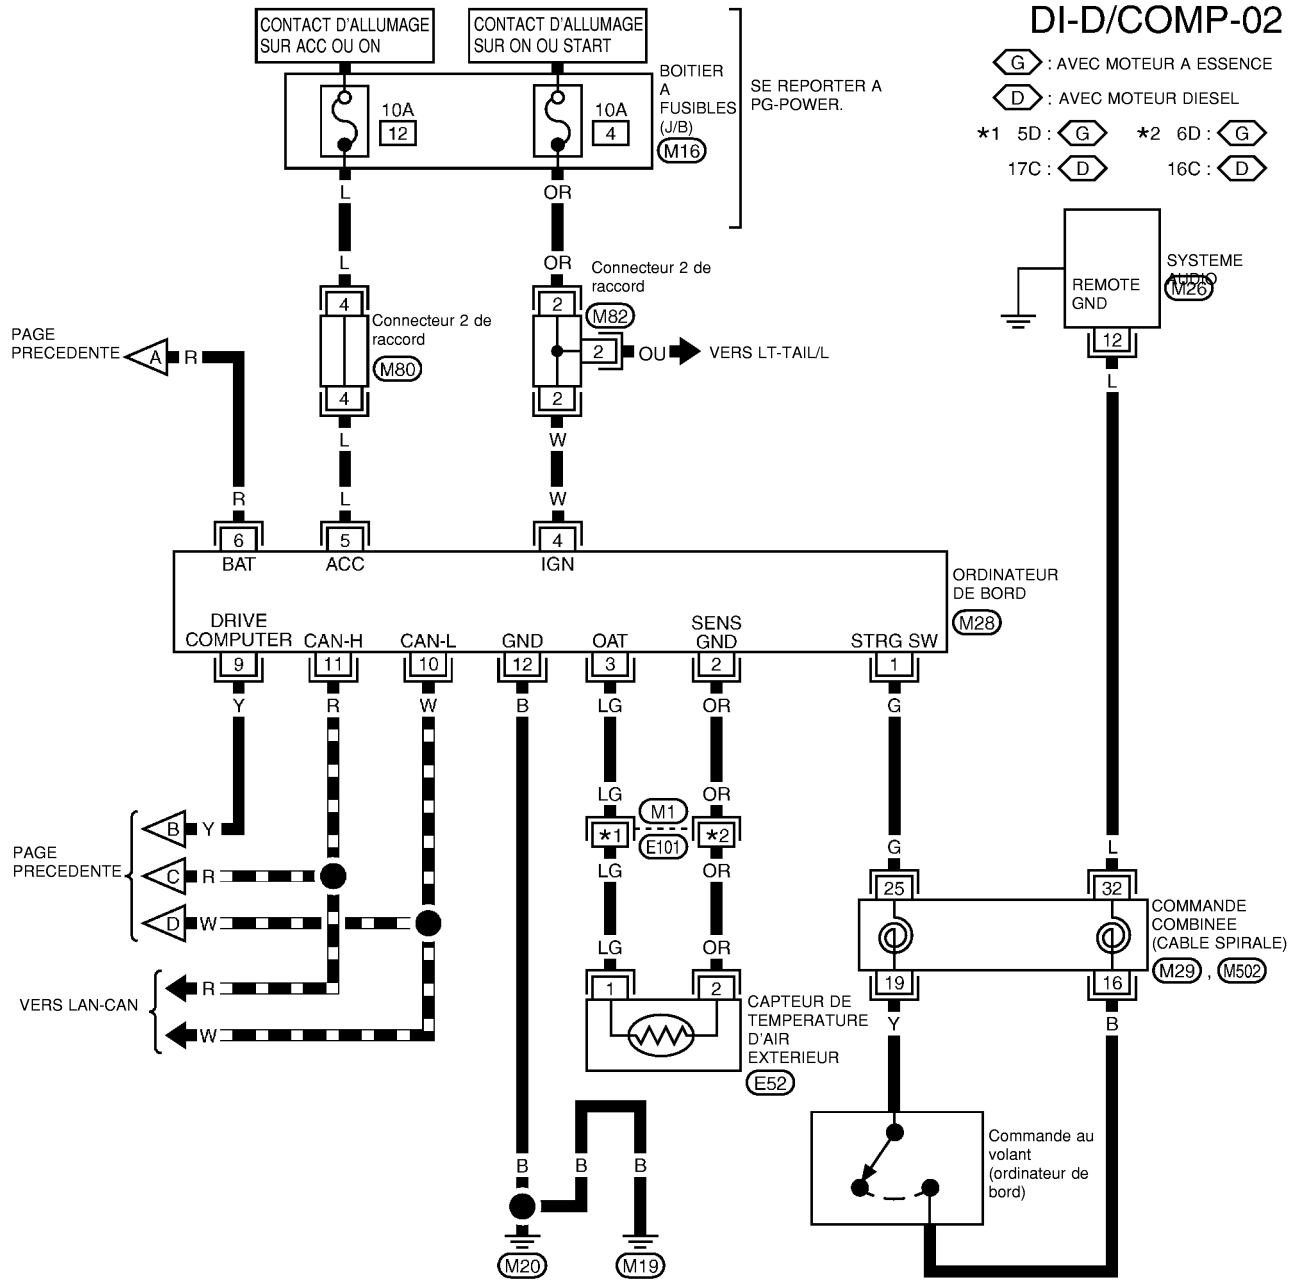 DI-D/COMP-02
CONTACT D'ALLUMAGE
SUR ACC OU ON
CONTACT D'ALLUMAGE
SUR ON OU START
G : AVEC MOTEUR A ESSENCE
D : AVEC MOTEUR DIESEL
*1 5D : G *2 6D : G
17C : D 16C : D
10A
12
10A
4
BOITIER
A
FUSIBLES
(J/B)
M16
SE REPORTER A
PG-POWER.
L
OR
L
OR
4
2
Connecteur 2 de
raccord
M80
4
Connecteur 2 de
raccord
M82
2
OU
VERS LT-TAIL/L
2
PAGE
PRECEDENTE
A
R
SYSTEME
AUDIO
M26
REMOTE
GND
12
L
L
W
R
L
W
6
5
4
BAT
ACC
IGN
ORDINATEUR
DE BORD
M28
DRIVE
COMPUTER
CAN-H
CAN-L
GND
OAT
SENS
GND
STRG SW
9
11
10
12
3
2
1
Y
R
W
B
LG
OR
G
LG
OR
M1
E101
*1
*2
LG
OR
LG
OR
1
2
PAGE
PRECEDENTE
B Y
C R
D W
VERS LAN-CAN
R
W
CAPTEUR DE
TEMPERATURE
D'AIR
EXTERIEUR
E52
G
L
25
32
COMMANDE
COMBINEE
(CABLE SPIRALE)
M29 , M502
19
16
Y
B
Commande au
volant
(ordinateur de
bord)
B
B
B
M20
M19